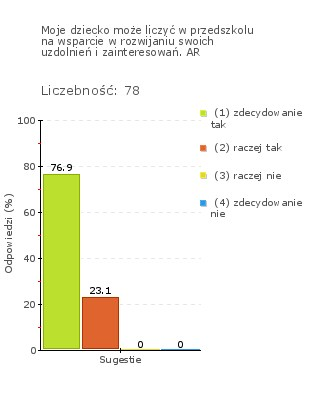 Moje dziecko może liczyć w przedszkolu
na wsparcie w rozwijaniu swoich
uzdolnień i zainteresowań. AR
Liczebność: 78
(1) zdecydowanie
tak
(2) raczej tak
(3) raczej nie
(4) zdecydowanie
nie
Odpowiedzi (%)
100
80
60
40
20
0
76.9
23.1
0
0
Sugestie